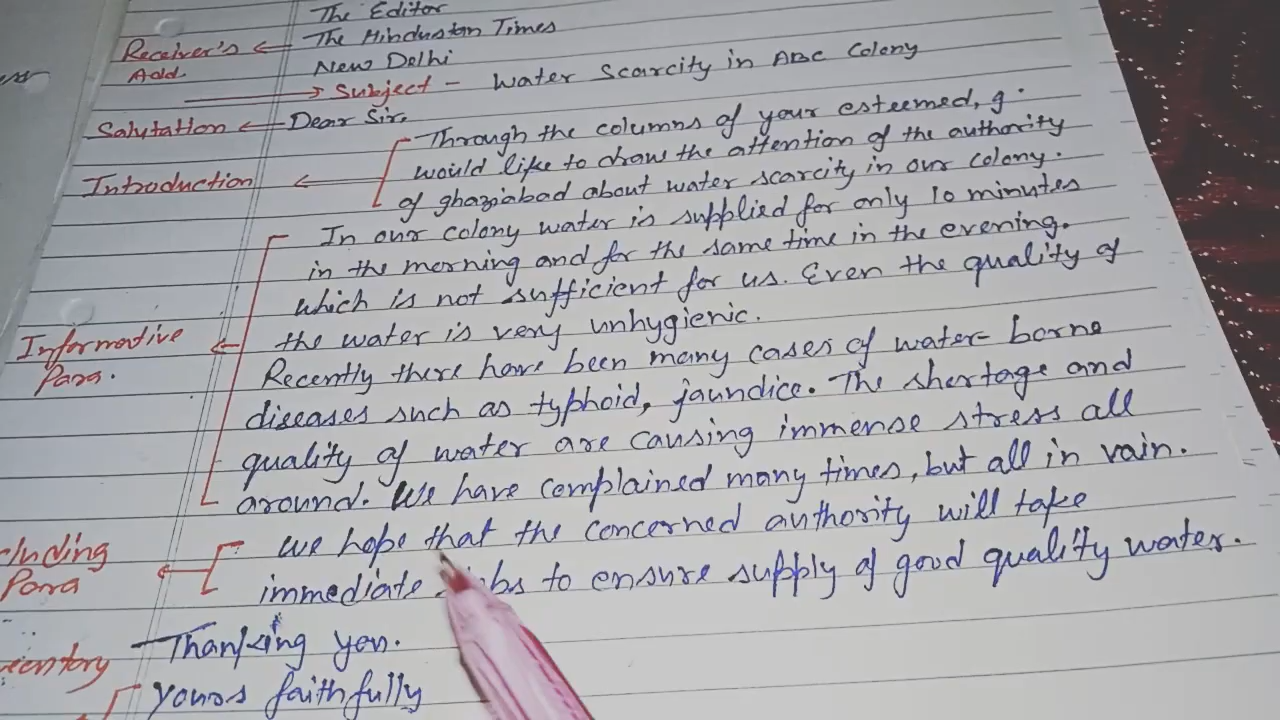 The Editor
Receiver's Add. The Hindustan Times
New Delhi
Subject - Water Scarcity in ABC Colony
Salutation Dear Sir,
Through the columns of your esteemed, g.
Introduction would like to draw the attention of the authority
of ghaziabad about water scarcity in our colony.
In our colony water is supplied for only 10 minutes
in the morning and for the same time in the evening.
which is not sufficient for us. Even the quality of
Informative Para. the water is very unhygienic.
Recently there have been many cases of water-borne
diseases such as typhoid, jaundice. The shortage and
quality of water are causing immense stress all
around. We have complained many times, but all in vain.
cluding Para We hope that the concerned authority will take
immediate to ensure supply of good quality water.
Thanking you.
yours faithfully